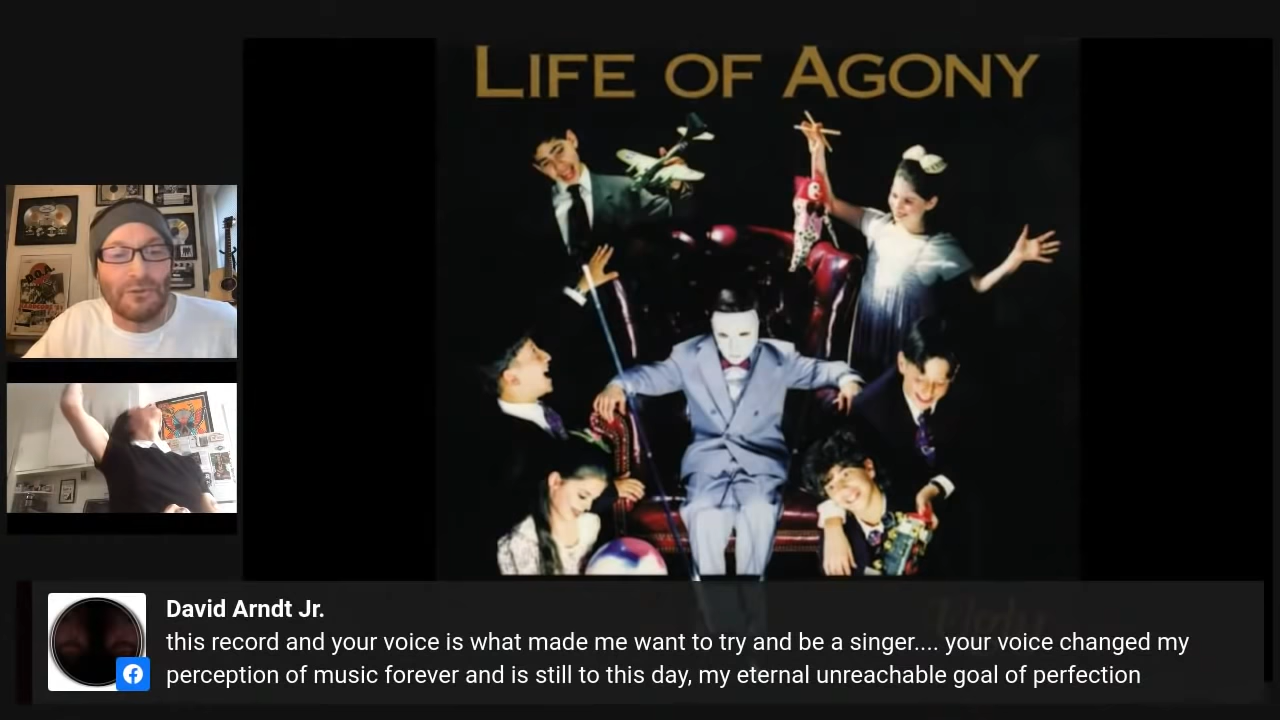 LIFE OF AGONY
D.O.A.
David Arndt Jr.
this record and your voice is what made me want to try and be a singer.... your voice changed my
perception of music forever and is still to this day, my eternal unreachable goal of perfection